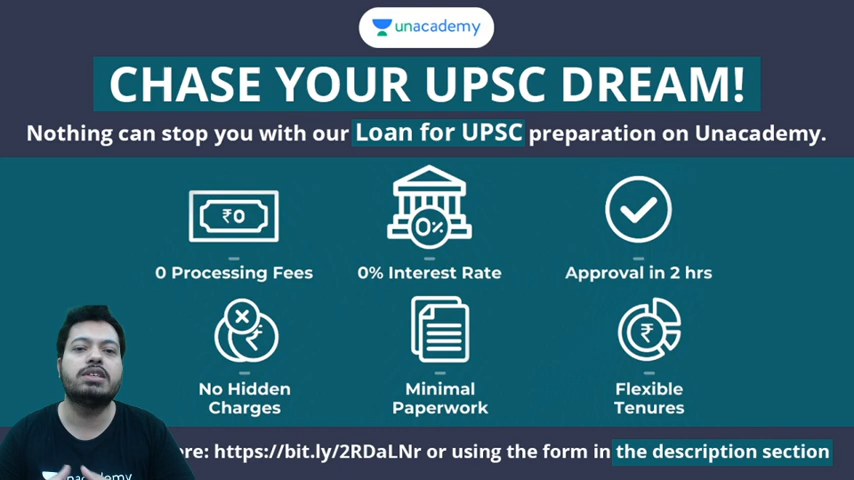 unacademy
CHASE YOUR UPSC DREAM!
Nothing can stop you with our Loan for UPSC preparation on Unacademy.
₹0
0%
0 Processing Fees
0% Interest Rate
Approval in 2 hrs
₹
₹
No Hidden
Charges
Minimal
Paperwork
Flexible
Tenures
ere: https://bit.ly/2RDaLNr or using the form in the description section
unacademy